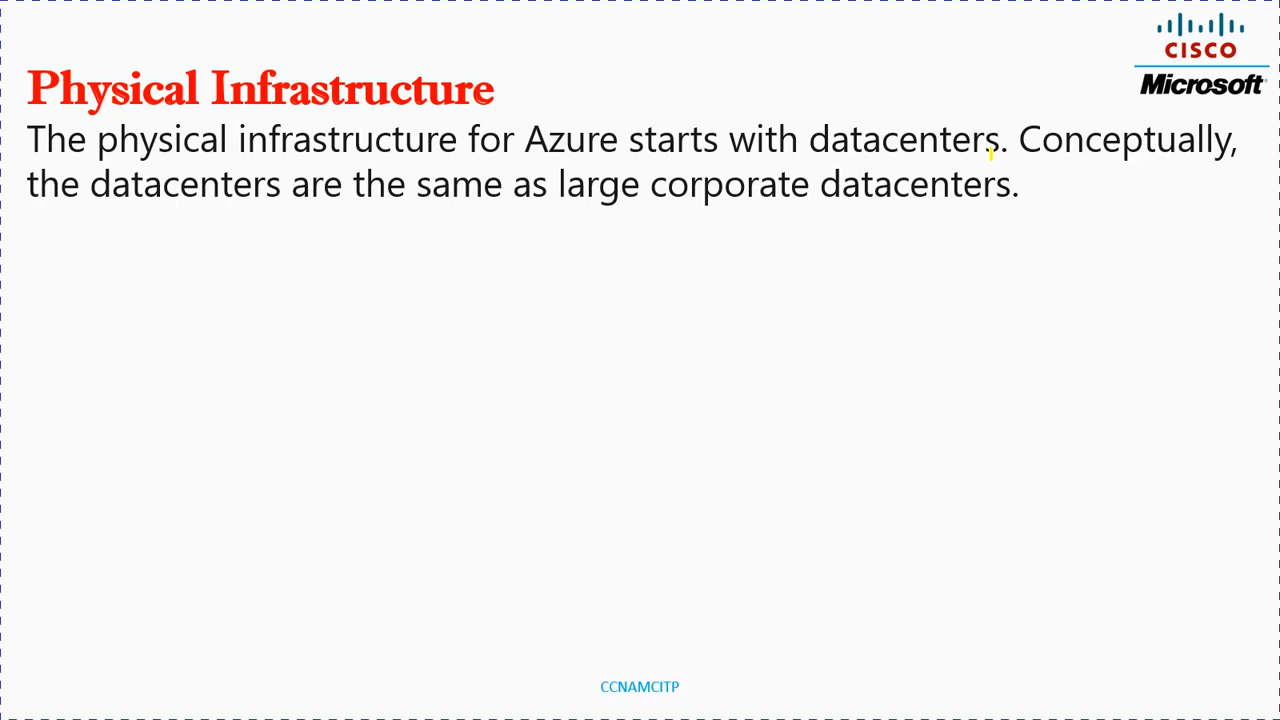 CISCO
Microsoft
Physical Infrastructure
The physical infrastructure for Azure starts with datacenters. Conceptually,
the datacenters are the same as large corporate datacenters.
CCNAMCITP